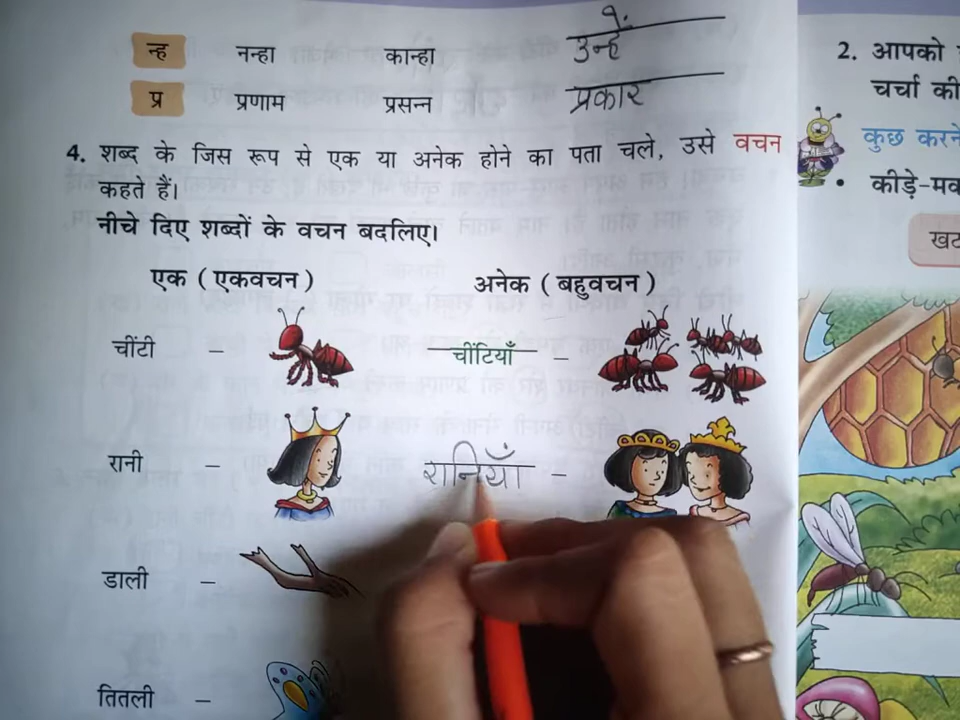 न्ह नन्हा कान्हा उन्हें
प्र प्रणाम प्रसन्न प्रकार
4. शब्द के जिस रूप से एक या अनेक होने का पता चले, उसे वचन
कहते हैं।
नीचे दिए शब्दों के वचन बदलिए।
एक (एकवचन) अनेक (बहुवचन)
चींटी – चींटियाँ –
रानी – रानियाँ –
डाली –
तितली –
2. आपको
चर्चा की
कुछ करने
• कीड़े-मक
खट